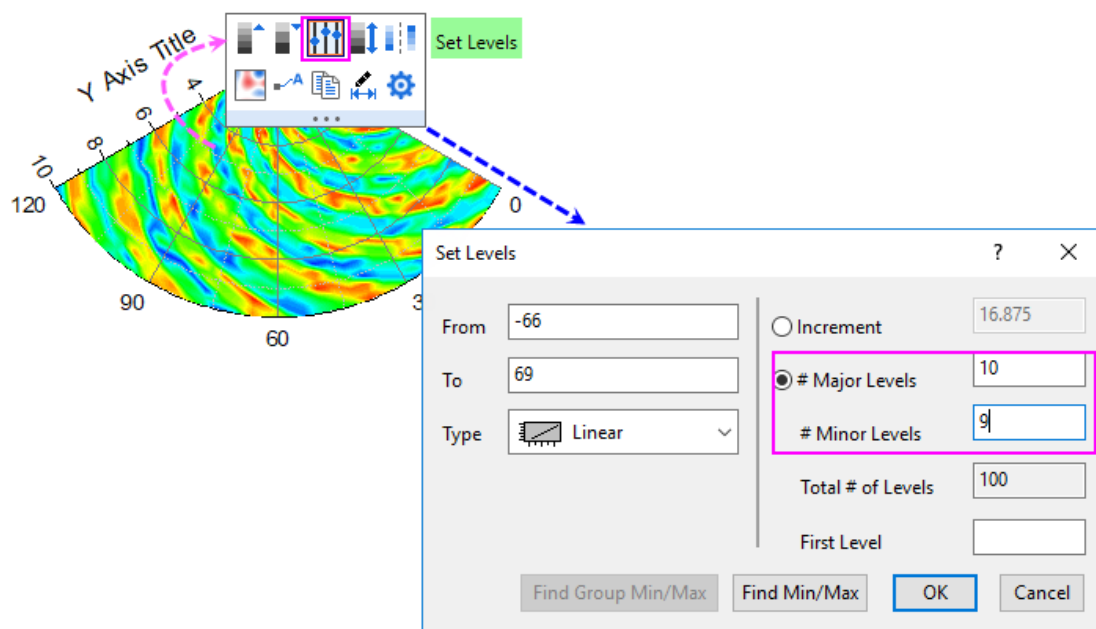 Set Levels
Y Axis Title
4
6
8
10
120
90
60
3
0
Set Levels
?
From
-66
To
69
Type
Linear
Increment
16.875
# Major Levels
10
# Minor Levels
9
Total # of Levels
100
First Level
Find Group Min/Max
Find Min/Max
OK
Cancel